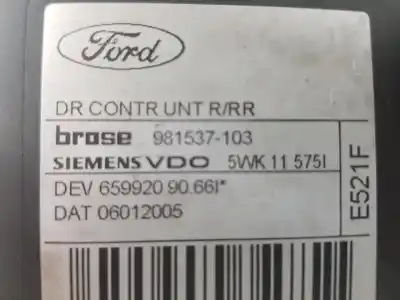 Ford
DR CONTR UNT R/RR
brose 981537-103
SIEMENS VDO 5WK 11 575I
DEV 659920 90.66I*
DAT 06012005
E521F